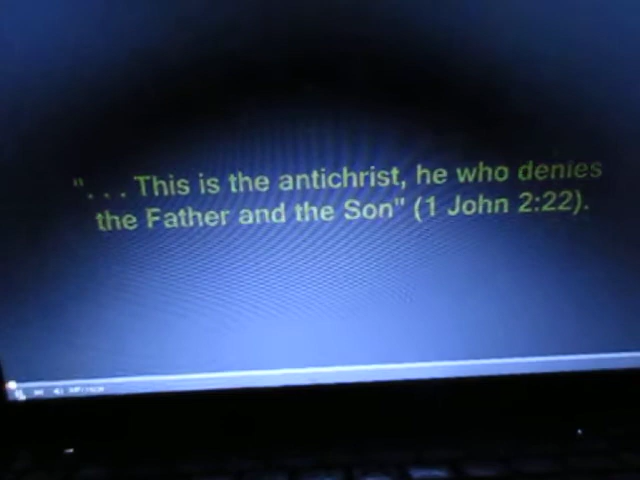 ". . . This is the antichrist, he who denies
the Father and the Son" (1 John 2:22).